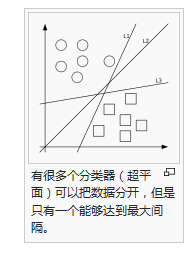 L1
L2
L3
有很多个分类器（超平
面）可以把数据分开，但是
只有一个能够达到最大间
隔。